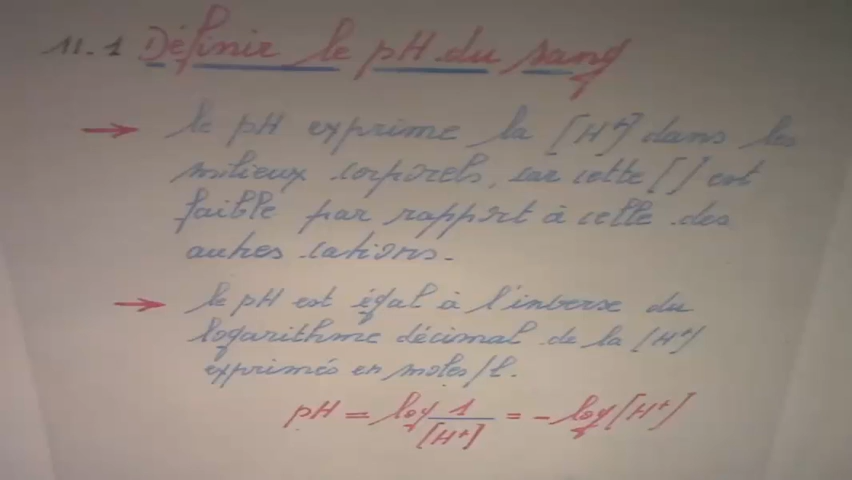 11.1 Définir le pH du sang
→ le pH exprime la [H⁺] dans les
milieux corporels, car cette [ ] est
faible par rapport à celle des
autres cations.
→ le pH est égal à l'inverse du
logarithme décimal de la [H⁺]
exprimés en moles/l.
pH = log 1/[H⁺] = - log [H⁺]